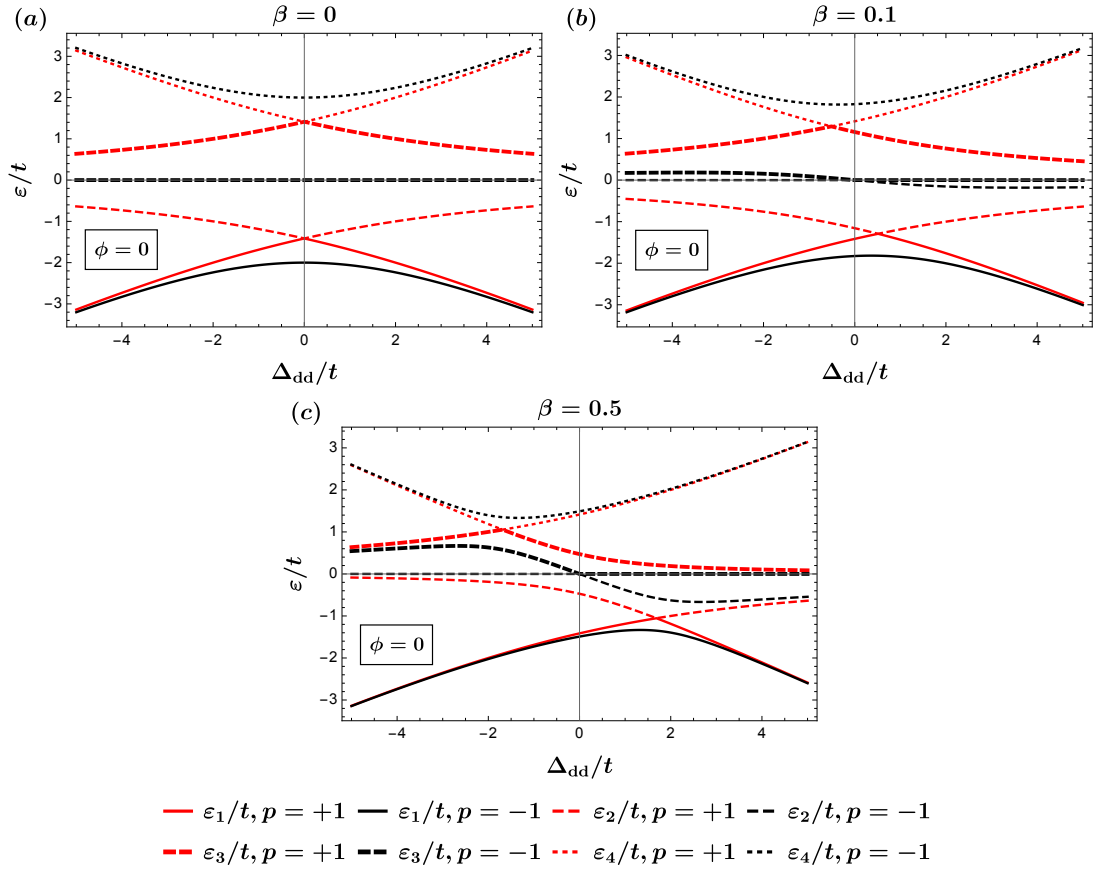 (a) β = 0
3
2
1
0
−1
−2
−3
ε/t
ϕ = 0
−4 −2 0 2 4
Δdd/t
(b) β = 0.1
3
2
1
0
−1
−2
−3
ε/t
ϕ = 0
−4 −2 0 2 4
Δdd/t
(c) β = 0.5
3
2
1
0
−1
−2
−3
ε/t
ϕ = 0
−4 −2 0 2 4
Δdd/t
ε₁/t, p = +1 ε₁/t, p = −1 ε₂/t, p = +1 ε₂/t, p = −1
ε₃/t, p = +1 ε₃/t, p = −1 ε₄/t, p = +1 ε₄/t, p = −1